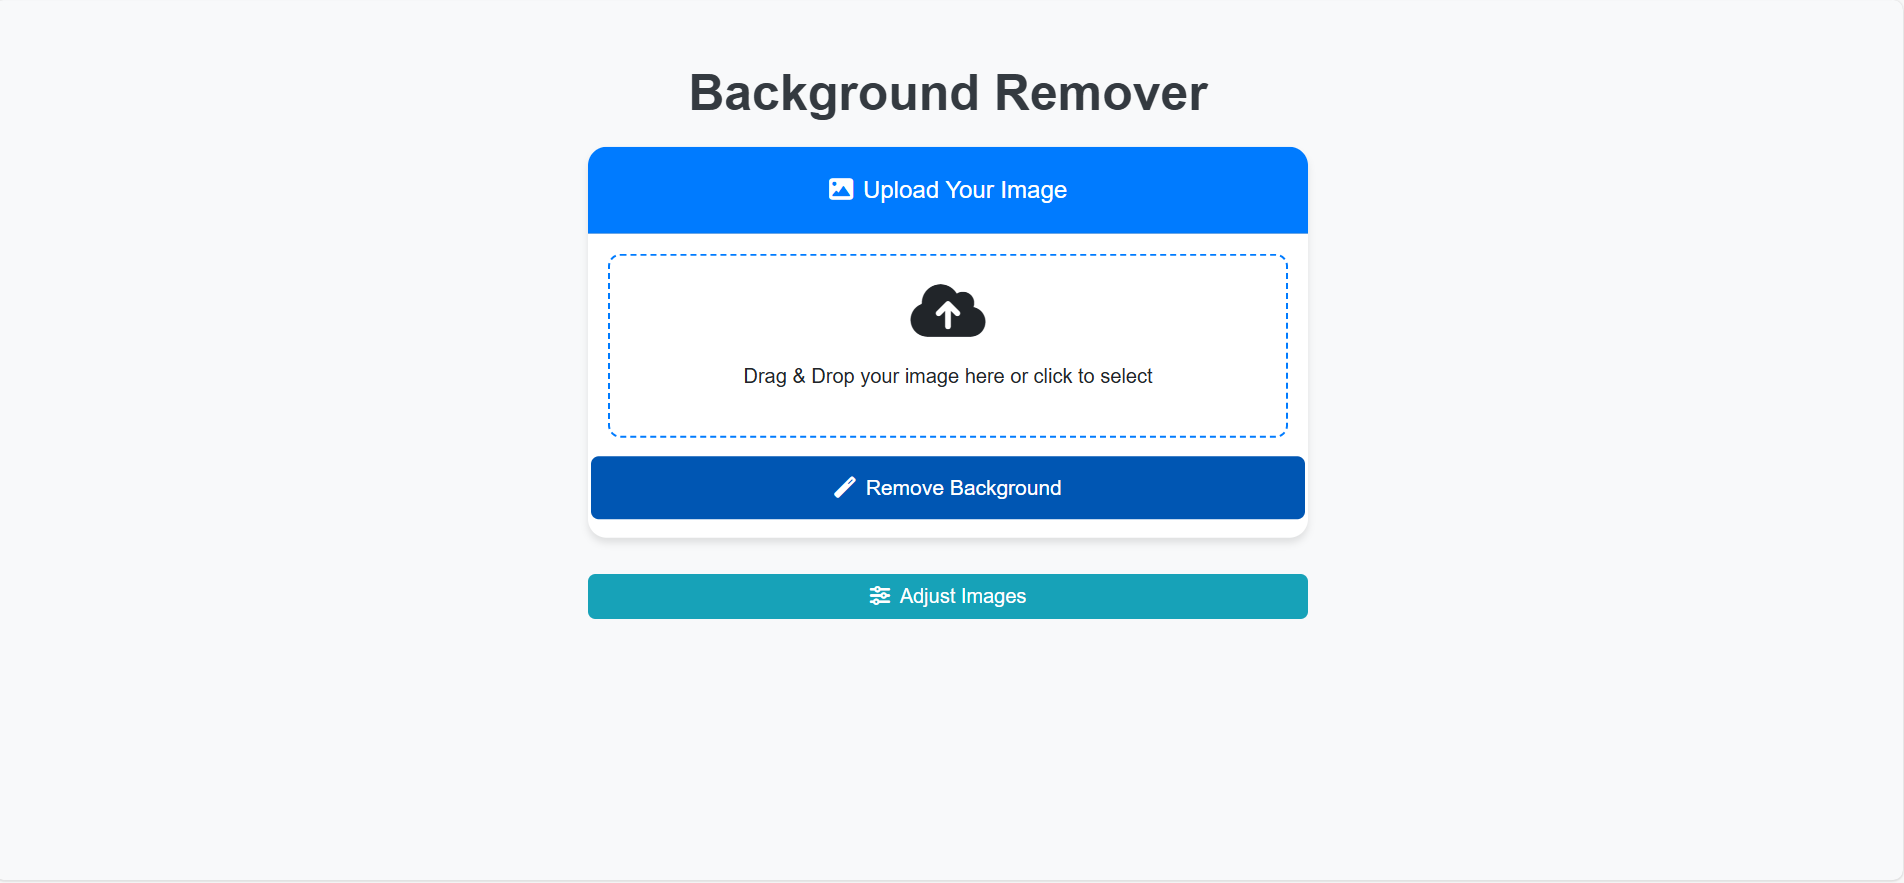 Background Remover
Upload Your Image
Drag & Drop your image here or click to select
Remove Background
Adjust Images